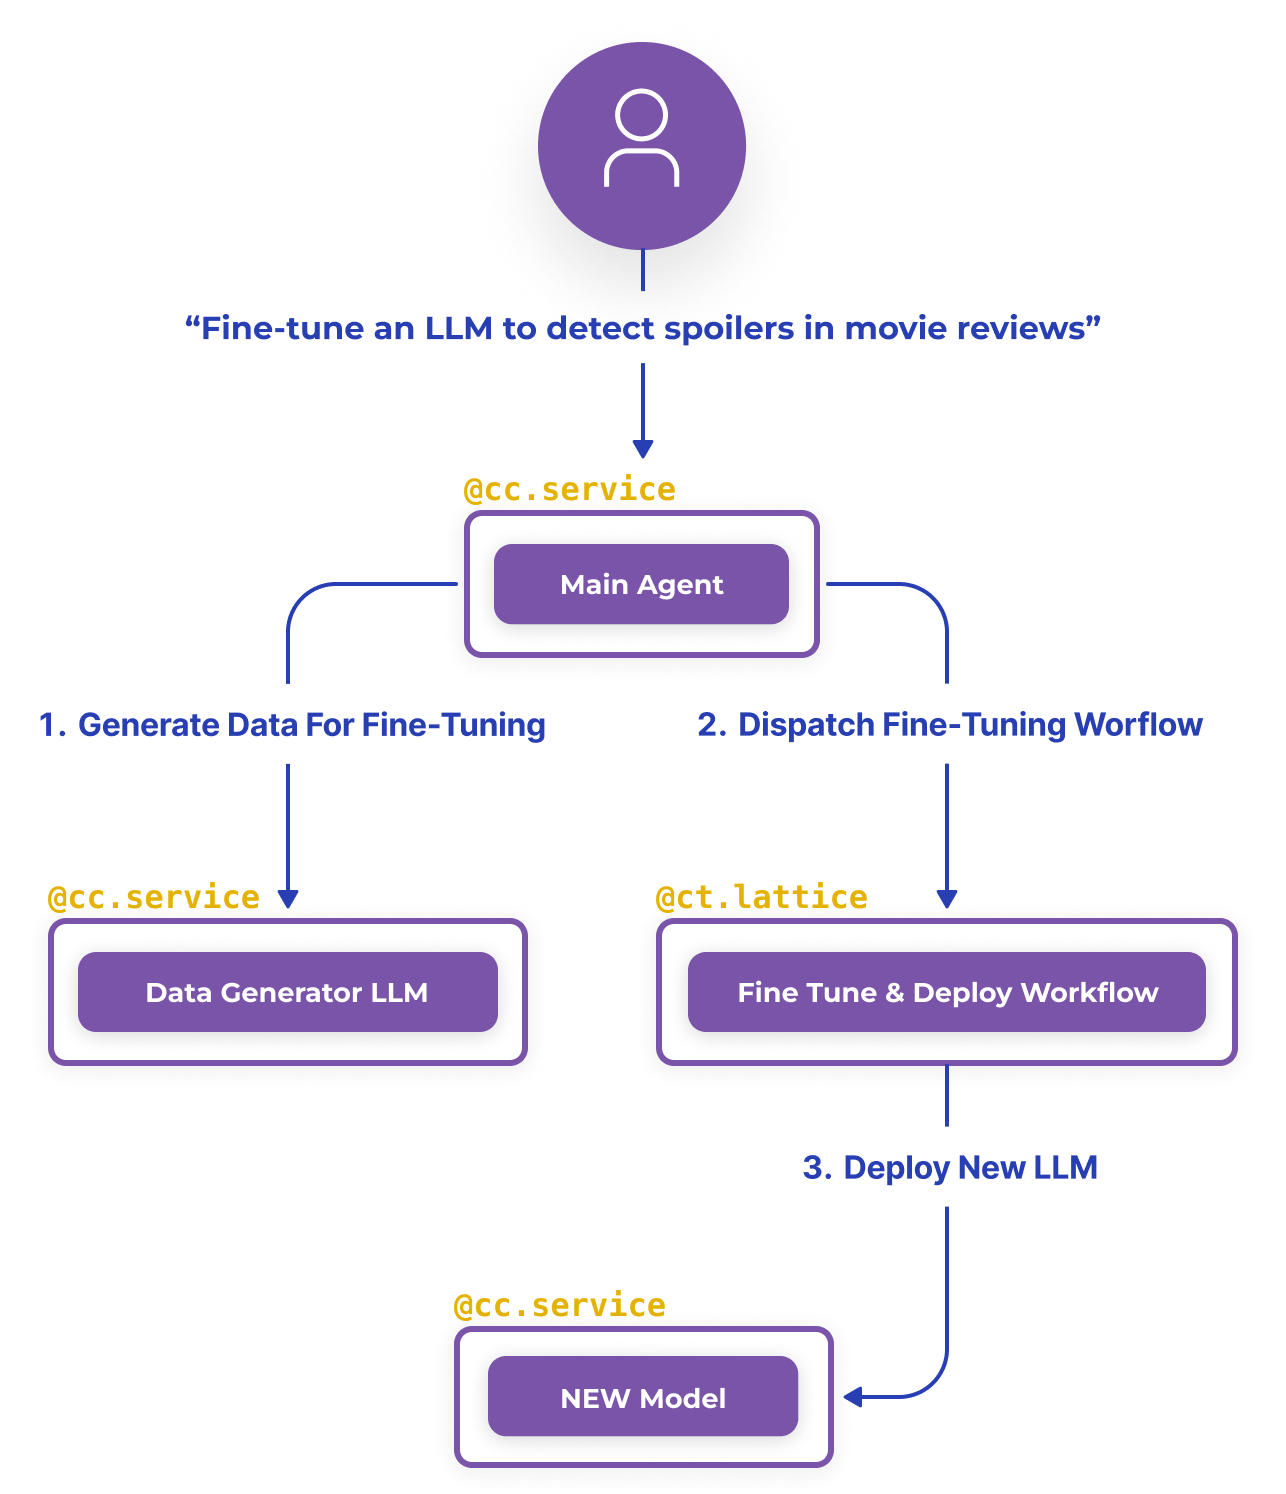 “Fine-tune an LLM to detect spoilers in movie reviews”
@cc.service
Main Agent
1. Generate Data For Fine-Tuning
2. Dispatch Fine-Tuning Worflow
@cc.service
Data Generator LLM
@ct.lattice
Fine Tune & Deploy Workflow
3. Deploy New LLM
@cc.service
NEW Model